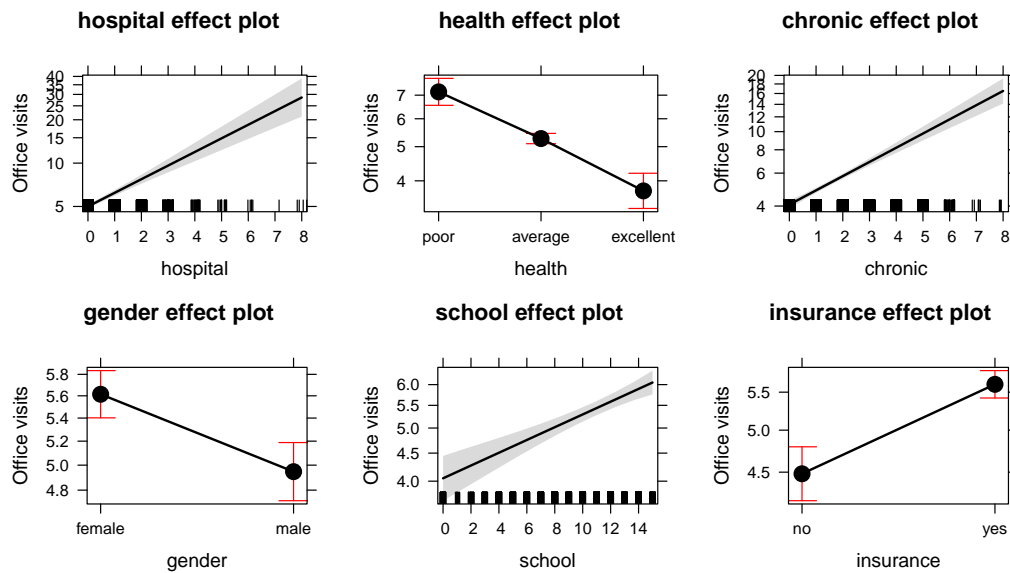 hospital effect plot
Office visits
40
35
30
25
20
15
10
5
0 1 2 3 4 5 6 7 8
hospital
health effect plot
Office visits
7
6
5
4
poor average excellent
health
chronic effect plot
Office visits
20
18
16
14
12
10
8
6
4
0 1 2 3 4 5 6 7 8
chronic
gender effect plot
Office visits
5.8
5.6
5.4
5.2
5.0
4.8
female male
gender
school effect plot
Office visits
6.0
5.5
5.0
4.5
4.0
0 2 4 6 8 10 12 14
school
insurance effect plot
Office visits
5.5
5.0
4.5
no yes
insurance